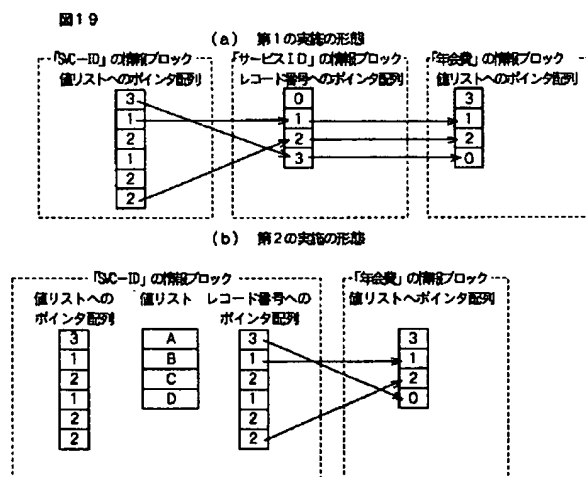 図19
(a) 第1の実施の形態
「SVC-ID」の情報ブロック
値リストへのポインタ配列
3
1
2
1
2
2
「サービスID」の情報ブロック
レコード番号へのポインタ配列
0
1
2
3
「年会費」の情報ブロック
値リストへのポインタ配列
3
1
2
0
(b) 第2の実施の形態
「SVC-ID」の情報ブロック
値リストへの
ポインタ配列
3
1
2
1
2
2
値リスト
A
B
C
D
レコード番号への
ポインタ配列
3
1
2
1
2
2
「年会費」の情報ブロック
値リストへポインタ配列
3
1
2
0